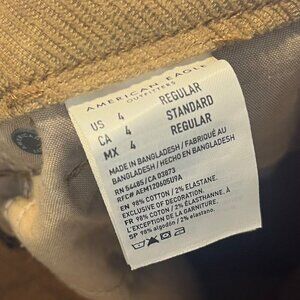 AMERICAN EAGLE
OUTFITTERS
US 4 REGULAR
CA 4 STANDARD
MX 4 REGULAR
MADE IN BANGLADESH / FABRIQUÉ AU
BANGLADESH / HECHO EN BANGLADESH
RN 54485/CA 03873
RFC# AEM120605U9A
EN 98% COTTON / 2% ELASTANE,
EXCLUSIVE OF DECORATION.
FR 98% COTON / 2% ÉLASTHANNE,
L'EXCEPTION DE LA GARNITURE.
SP 98% algodón / 2% elastano.